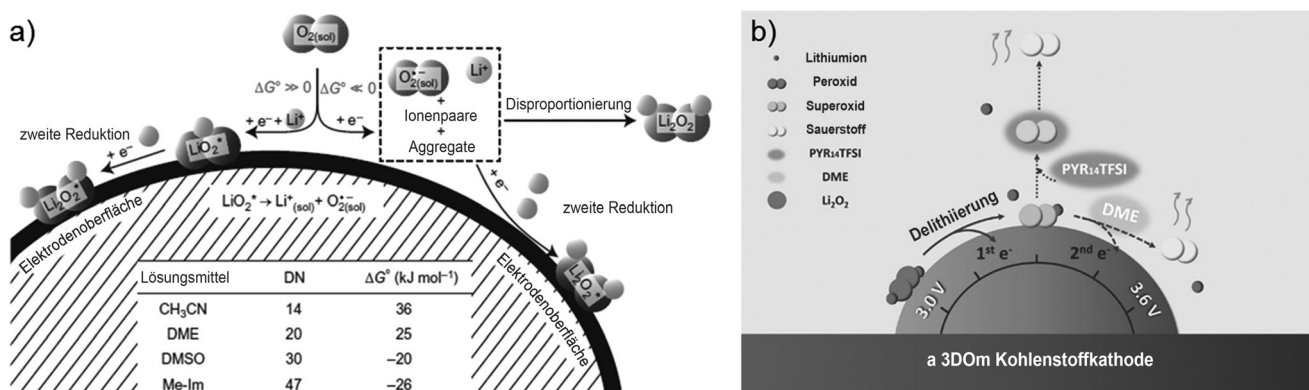 a)
O2(sol)
ΔG° ≫ 0
ΔG° ≪ 0
O2•−(sol)
Li+
+
Ionenpaare
+
Aggregate
Disproportionierung
Li2O2
+ e− + Li+
+ e−
zweite Reduktion
+ e−
LiO2*
Li2O2*
+ e−
zweite Reduktion
Li2O2*
Elektrodenoberfläche
Elektrodenoberfläche
LiO2* → Li+(sol) + O2•−(sol)
Lösungsmittel DN ΔG° (kJ mol−1)
CH3CN 14 36
DME 20 25
DMSO 30 −20
Me-Im 47 −26
b)
Lithiumion
Peroxid
Superoxid
Sauerstoff
PYR14TFSI
DME
Li2O2
PYR14TFSI
DME
Delithiierung
1st e-
2nd e-
3.0 V
3.6 V
a 3DOm Kohlenstoffkathode